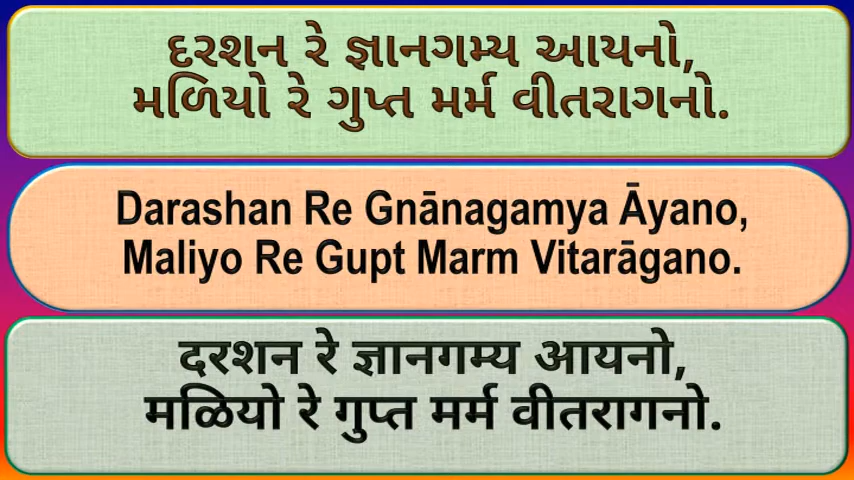 દરશન રે જ્ઞાનગમ્ય આયનો,
મળિયો રે ગુપ્ત મર્મ વીતરાગનો.
Darashan Re Gnānagamya Āyano,
Maliyo Re Gupt Marm Vitarāgano.
દરशन रे ज्ञानगम्य आयनो,
मळियो रे गुप्त मर्म वीतरागनो.